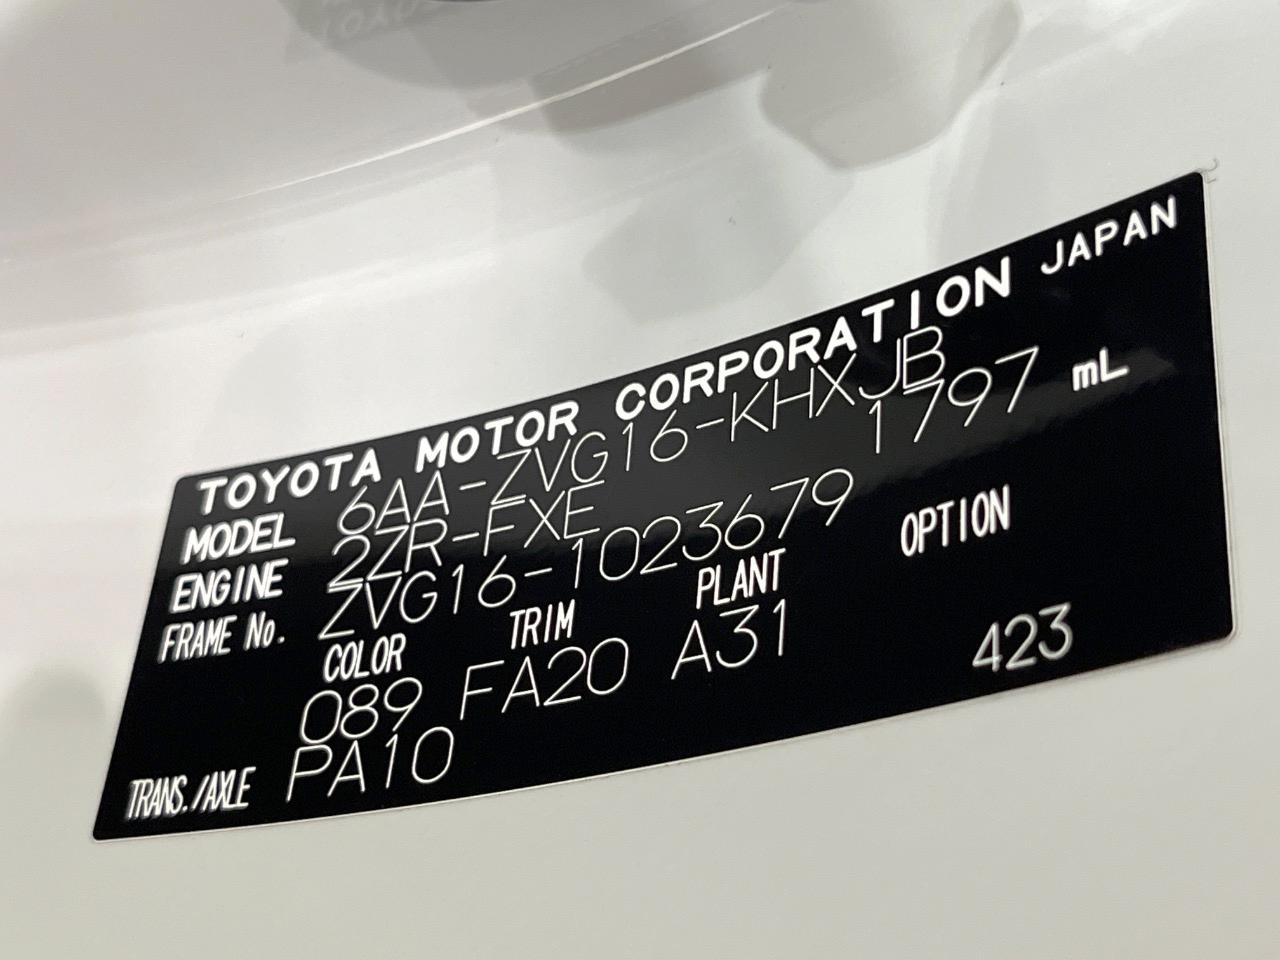 TOYOTA MOTOR CORPORATION JAPAN
MODEL 6AA-ZVG16-KHXJB
ENGINE 2ZR-FXE 1797 mL
FRAME No. ZVG16-1023679
COLOR TRIM PLANT OPTION
089 FA20 A31
TRANS./AXLE PA10 423